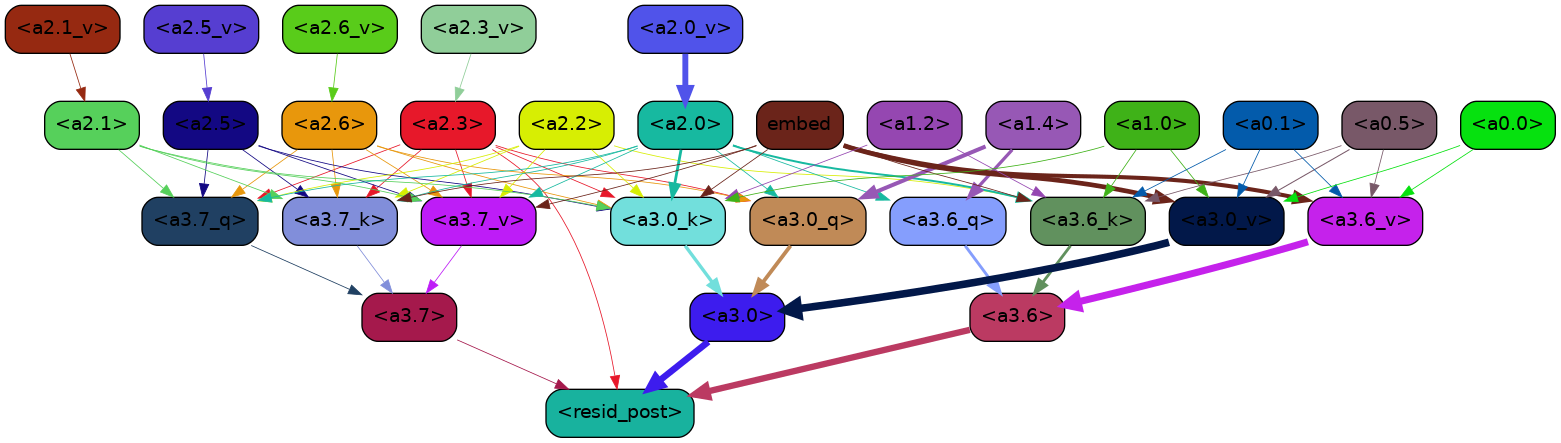 <a2.1_v> <a2.5_v> <a2.6_v> <a2.3_v> <a2.0_v>
<a2.1> <a2.5> <a2.6> <a2.3> <a2.2> <a2.0> embed <a1.2> <a1.4> <a1.0> <a0.1> <a0.5> <a0.0>
<a3.7_q> <a3.7_k> <a3.7_v> <a3.0_k> <a3.0_q> <a3.6_q> <a3.6_k> <a3.0_v> <a3.6_v>
<a3.7> <a3.0> <a3.6>
<resid_post>